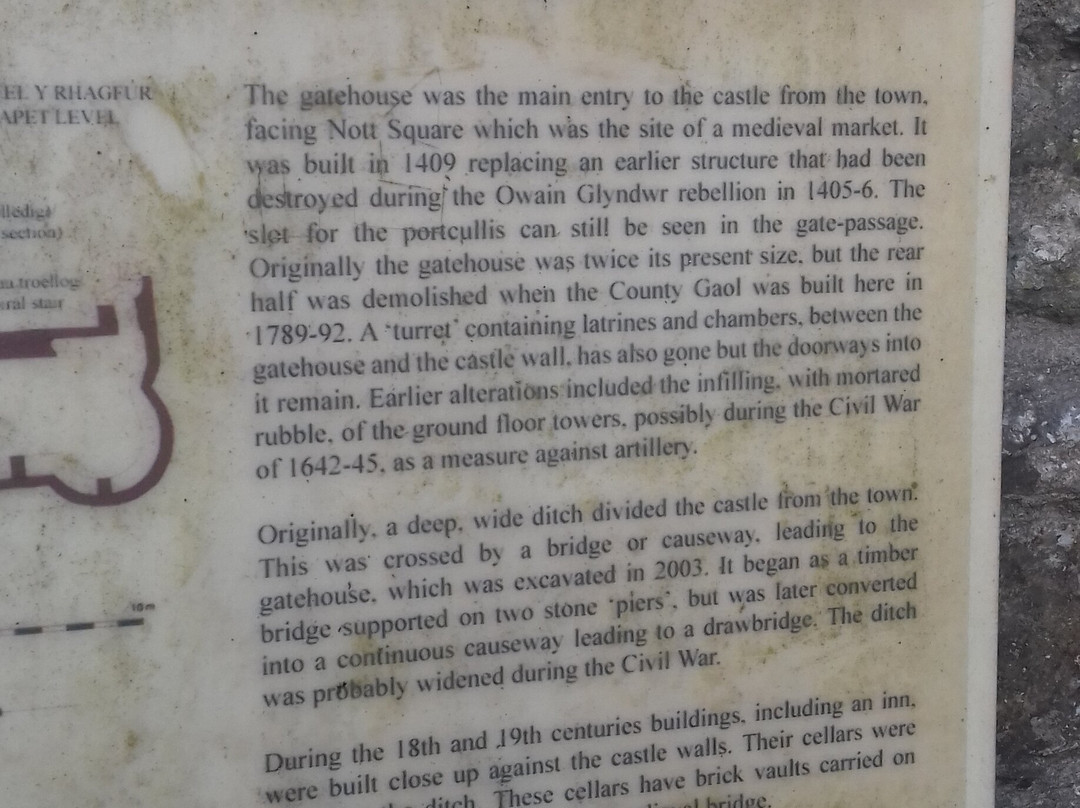 EL Y RHAGFUR
APET LEVEL
lledig)
section)
ra troellog
ral stair
10m
The gatehouse was the main entry to the castle from the town,
facing Nott Square which was the site of a medieval market. It
was built in 1409 replacing an earlier structure that had been
destroyed during the Owain Glyndwr rebellion in 1405-6. The
slot for the portcullis can still be seen in the gate-passage.
Originally the gatehouse was twice its present size, but the rear
half was demolished when the County Gaol was built here in
1789-92. A 'turret' containing latrines and chambers, between the
gatehouse and the castle wall, has also gone but the doorways into
it remain. Earlier alterations included the infilling, with mortared
rubble, of the ground floor towers, possibly during the Civil War
of 1642-45, as a measure against artillery.
Originally, a deep, wide ditch divided the castle from the town.
This was crossed by a bridge or causeway, leading to the
gatehouse, which was excavated in 2003. It began as a timber
bridge supported on two stone 'piers', but was later converted
into a continuous causeway leading to a drawbridge. The ditch
was probably widened during the Civil War.
During the 18th and 19th centuries buildings, including an inn,
were built close up against the castle walls. Their cellars were
ditch. These cellars have brick vaults carried on
bridge.